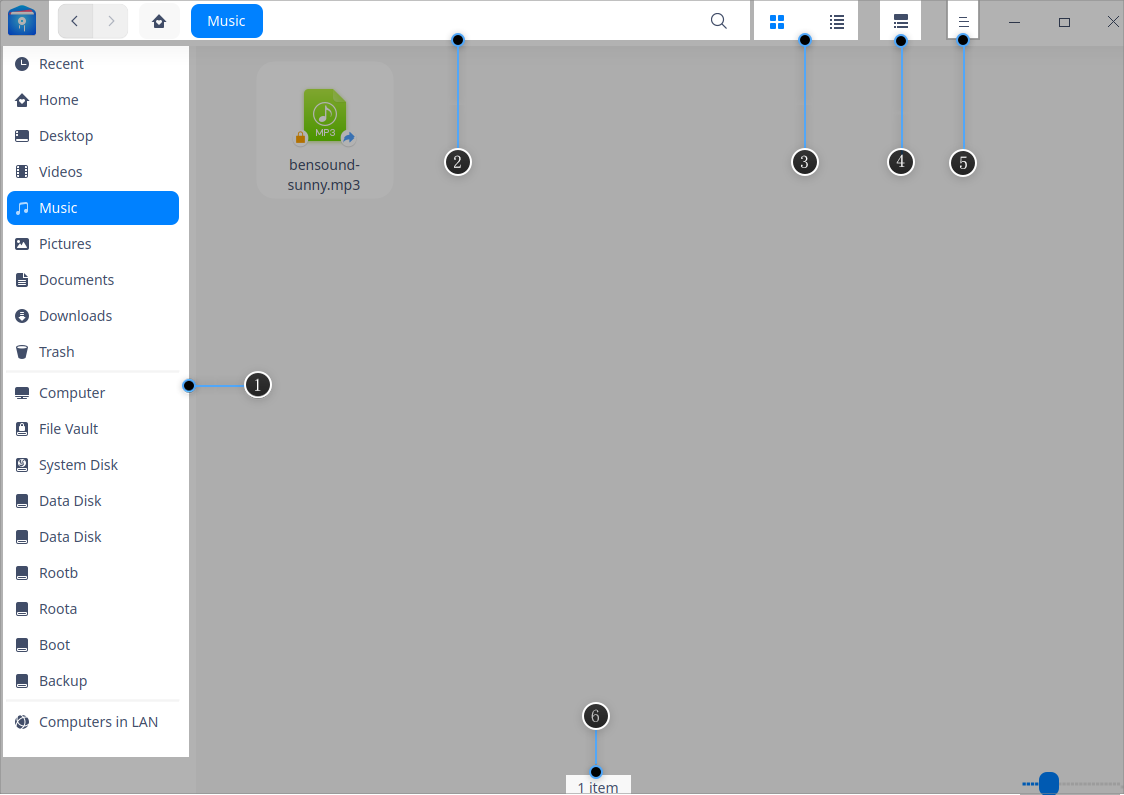 Music
Recent
Home
Desktop
Videos
Music
Pictures
Documents
Downloads
Trash
Computer
File Vault
System Disk
Data Disk
Data Disk
Rootb
Roota
Boot
Backup
Computers in LAN
MP3
bensound-
sunny.mp3
1
2
3
4
5
6
1 item